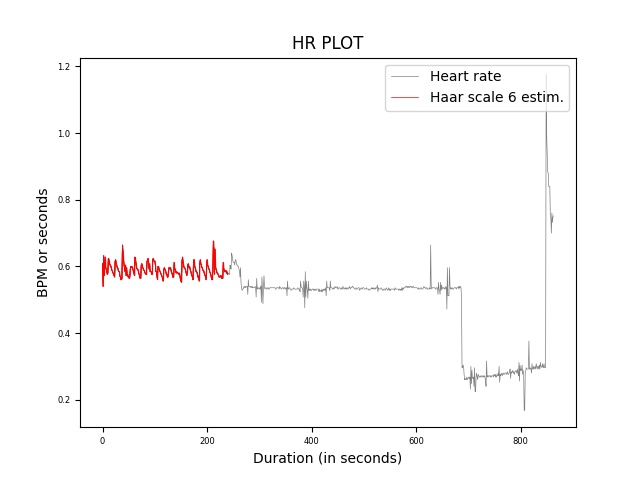 HR PLOT
Heart rate
Haar scale 6 estim.
BPM or seconds
1.2
1.0
0.8
0.6
0.4
0.2
0 200 400 600 800
Duration (in seconds)